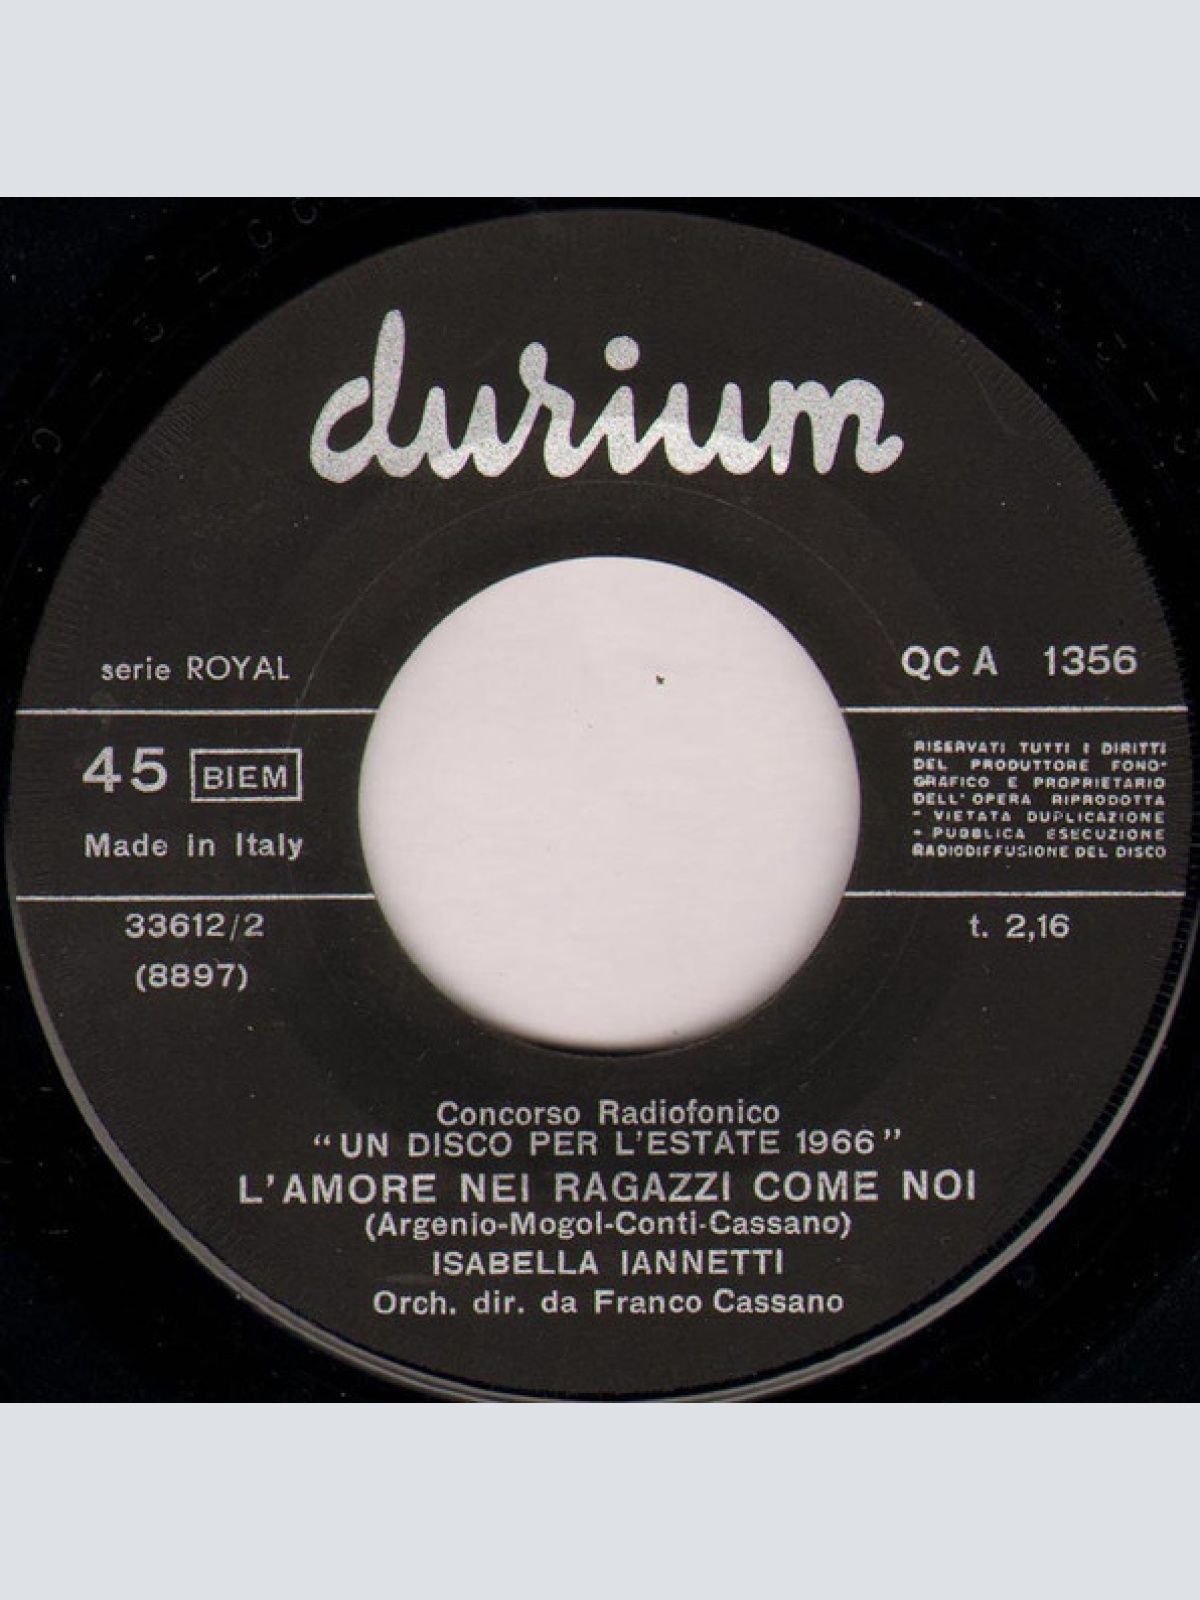 durium
serie ROYAL
QC A 1356
45 BIEM
Made in Italy
RISERVATI TUTTI I DIRITTI
DEL PRODUTTORE FONO-
GRAFICO E PROPRIETARIO
DELL'OPERA RIPRODOTTA
- VIETATA DUPLICAZIONE
- PUBBLICA ESECUZIONE
RADIODIFFUSIONE DEL DISCO
33612/2
(8897)
t. 2,16
Concorso Radiofonico
"UN DISCO PER L'ESTATE 1966"
L'AMORE NEI RAGAZZI COME NOI
(Argenio-Mogol-Conti-Cassano)
ISABELLA IANNETTI
Orch. dir. da Franco Cassano